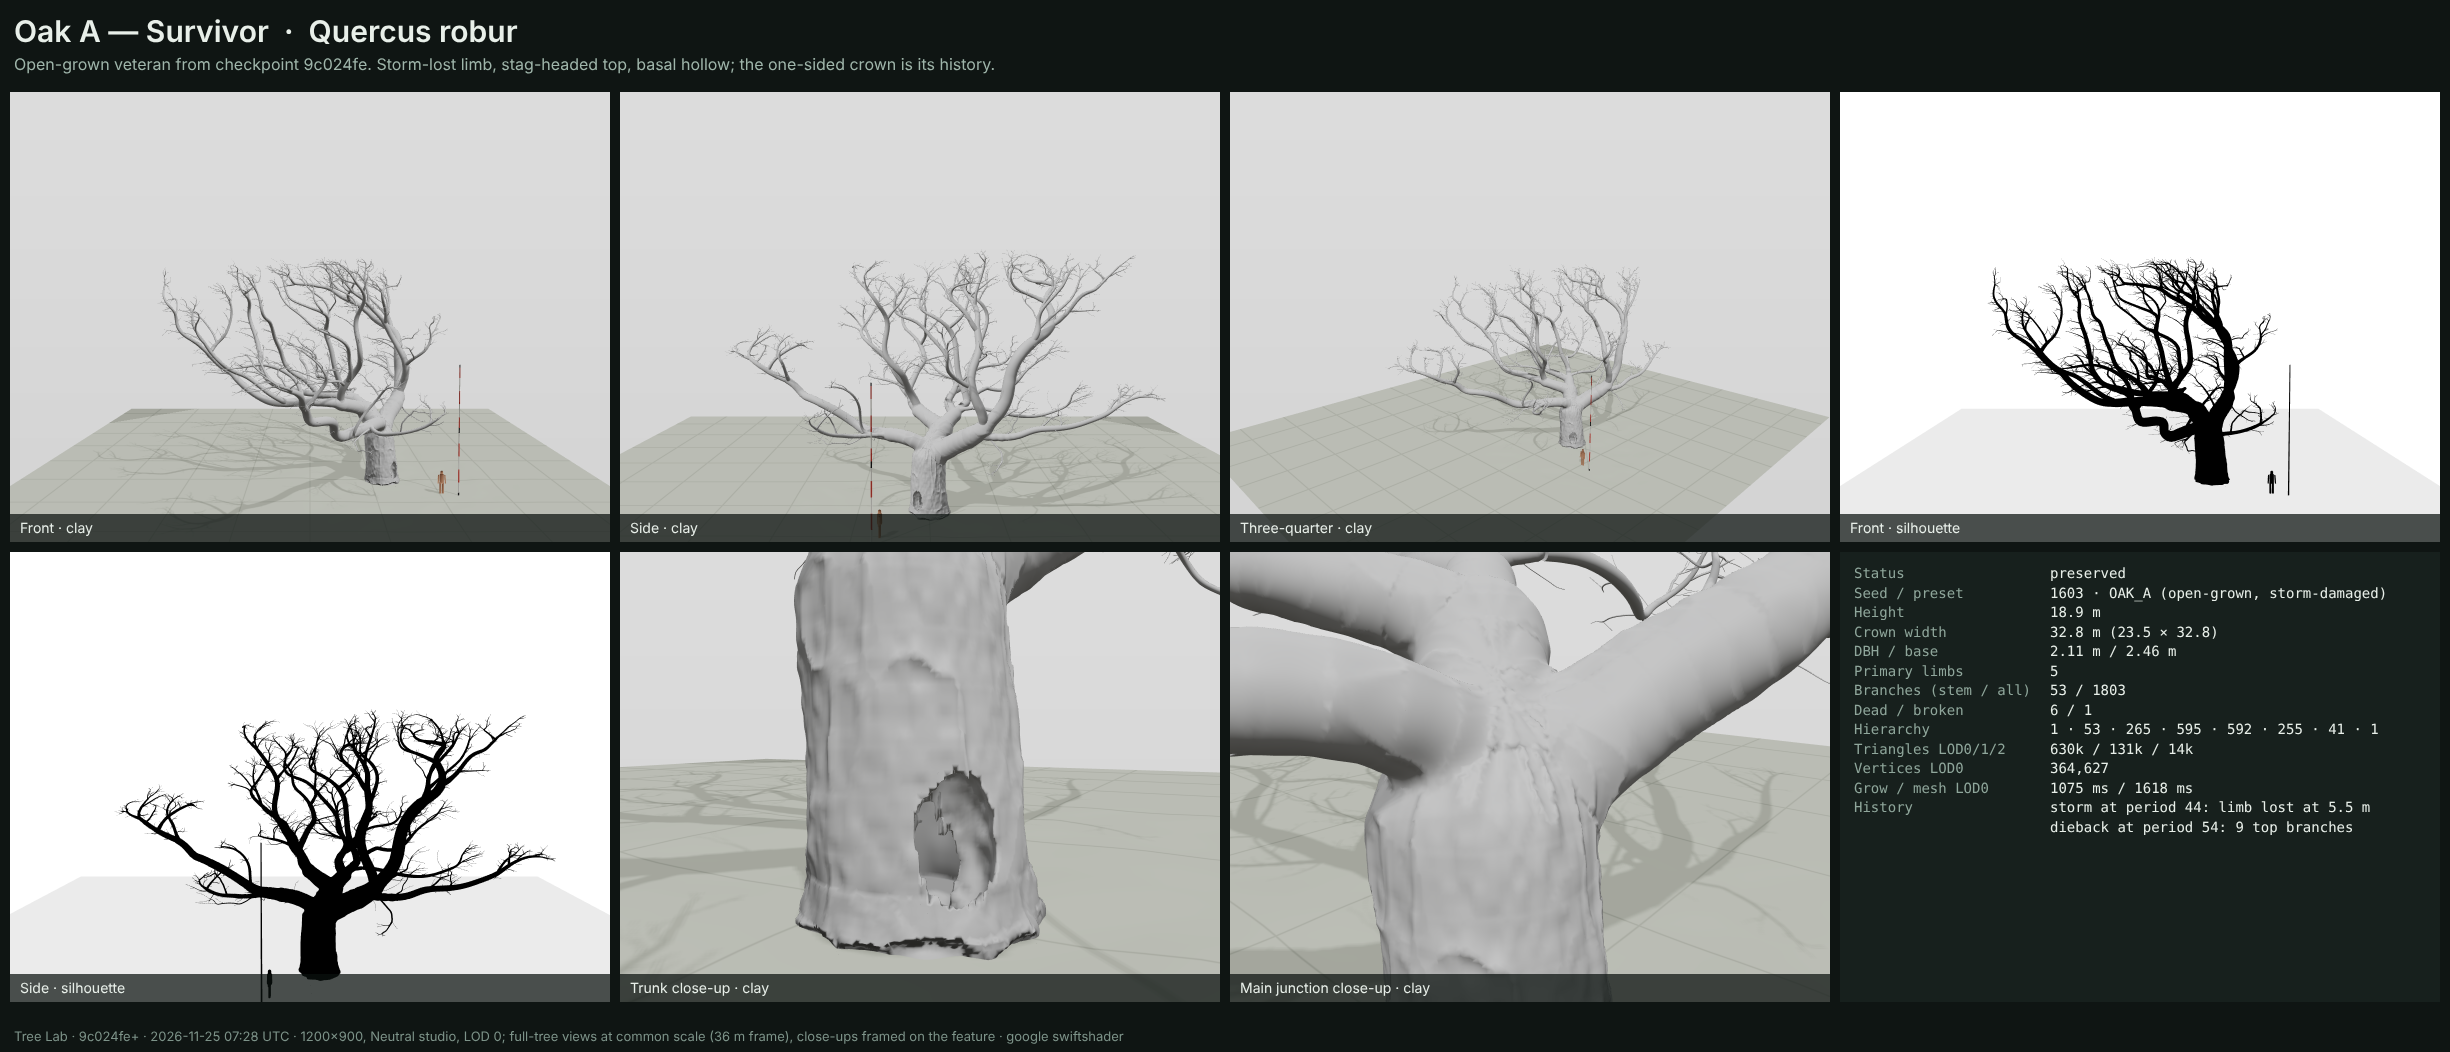 Oak A — Survivor · Quercus robur
Open-grown veteran from checkpoint 9c024fe. Storm-lost limb, stag-headed top, basal hollow; the one-sided crown is its history.
Front · clay
Side · clay
Three-quarter · clay
Front · silhouette
Side · silhouette
Trunk close-up · clay
Main junction close-up · clay
Status preserved
Seed / preset 1603 · OAK_A (open-grown, storm-damaged)
Height 18.9 m
Crown width 32.8 m (23.5 × 32.8)
DBH / base 2.11 m / 2.46 m
Primary limbs 5
Branches (stem / all) 53 / 1803
Dead / broken 6 / 1
Hierarchy 1 · 53 · 265 · 595 · 592 · 255 · 41 · 1
Triangles LOD0/1/2 630k / 131k / 14k
Vertices LOD0 364,627
Grow / mesh LOD0 1075 ms / 1618 ms
History storm at period 44: limb lost at 5.5 m
dieback at period 54: 9 top branches
Tree Lab · 9c024fe+ · 2026-11-25 07:28 UTC · 1200×900, Neutral studio, LOD 0; full-tree views at common scale (36 m frame), close-ups framed on the feature · google swiftshader